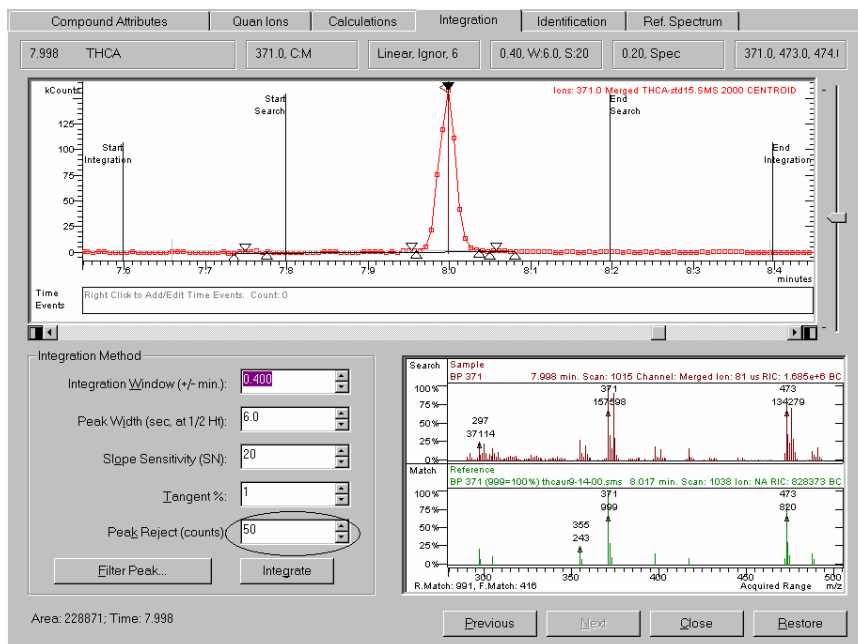 Compound Attributes Quan Ions Calculations Integration Identification Ref. Spectrum
7.998 THCA 371.0, C:M Linear, Ignor, 6 0.40, W:6.0, S:20 0.20, Spec 371.0, 473.0, 474.(
kCounts Ions: 371.0 Merged THCA-std15.SMS 2000 CENTROID
Start
Search
End
Search
125
100
75
50
25
0
Start
Integration
End
Integration
7.6 7.7 7.8 7.9 8.0 8.1 8.2 8.3 8.4
minutes
Time
Events
Right Click to Add/Edit Time Events. Count: 0
Integration Method
Integration Window (+/- min.): 0.400
Peak Width (sec, at 1/2 Ht): 6.0
Slope Sensitivity (SN): 20
Tangent %: 1
Peak Reject (counts): 50
Filter Peak... Integrate
Area: 228871; Time: 7.998
Search Sample
BP 371 7.998 min. Scan: 1015 Channel: Merged Ion: 81 us RIC: 1.685e+6 BC
100%
75%
50%
25%
0%
371
157598
473
134279
297
37114
Match Reference
BP 371 (999=100%) thcaur9-14-00.sms 8.017 min. Scan: 1038 Ion: NA RIC: 828373 BC
100%
75%
50%
25%
0%
371
999
473
820
355
243
300 350 400 450 500
R.Match: 991, F.Match: 416 Acquired Range m/z
Previous Next Close Restore